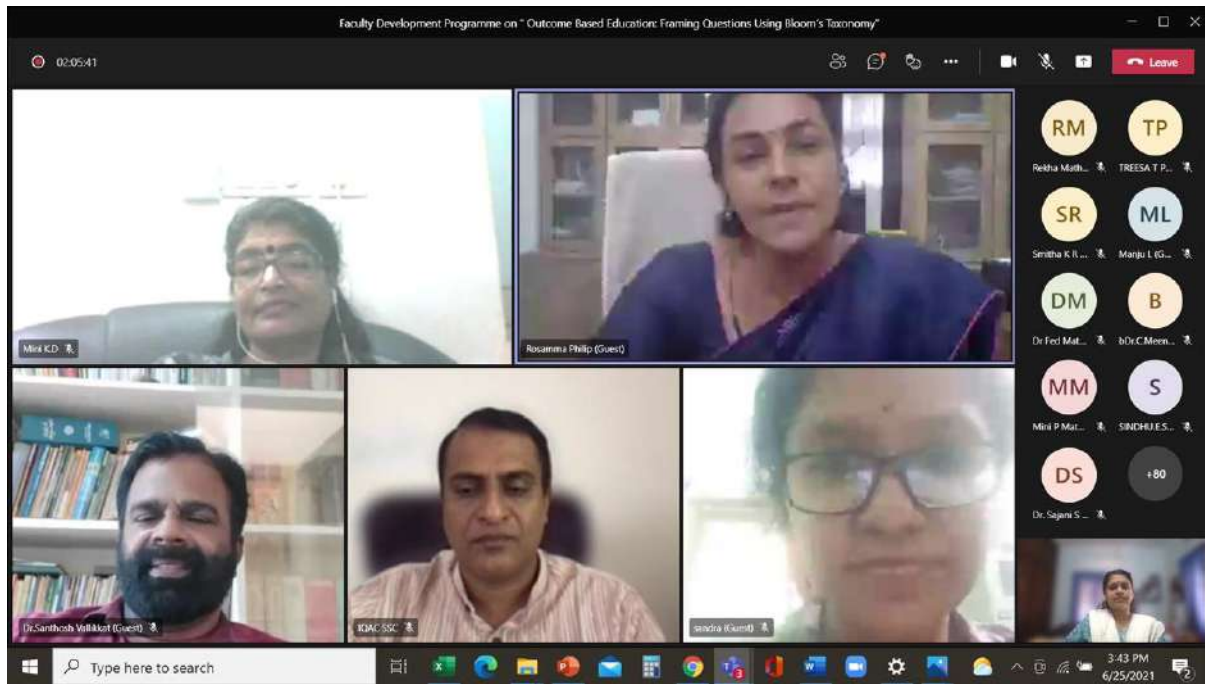 Faculty Development Programme on " Outcome Based Education: Framing Questions Using Bloom's Taxonomy"
02:05:41
Leave
RM
TP
Rekha Math...
TREESA T P...
SR
ML
Smitha K R ...
Manju L (G...
DM
B
Dr Fed Mat...
bDr.C.Meen...
MM
S
Mini P Mat...
SINDHU.E.S...
DS
+80
Dr. Sajani S ...
Mini K.D
Rosamma Philip (Guest)
Dr.Santhosh Vallikkat (Guest)
IQAC SSC
sandra (Guest)
Type here to search
3:43 PM
6/25/2021